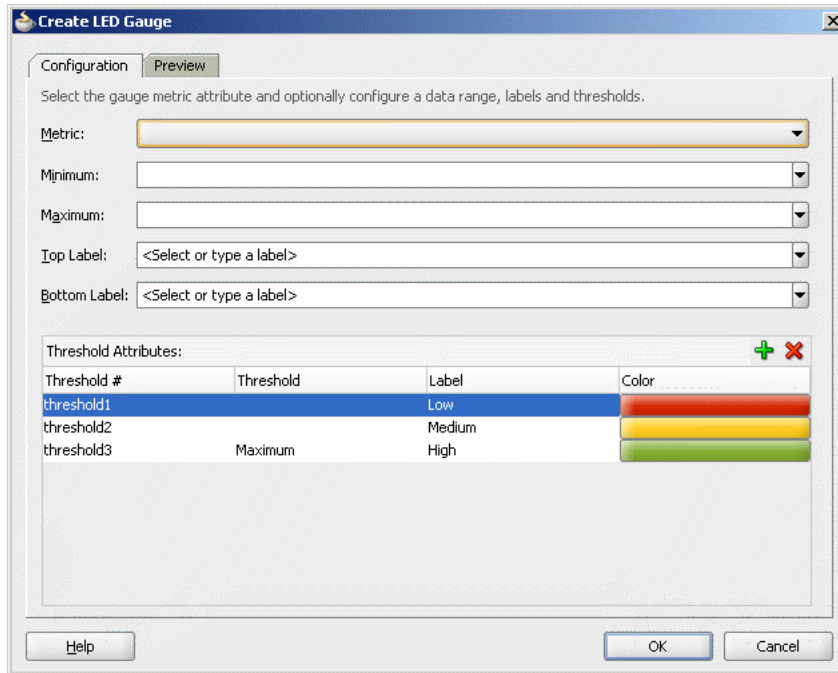 Create LED Gauge
Configuration Preview
Select the gauge metric attribute and optionally configure a data range, labels and thresholds.
Metric:
Minimum:
Maximum:
Top Label: <Select or type a label>
Bottom Label: <Select or type a label>
Threshold Attributes:
Threshold # Threshold Label Color
threshold1 Low
threshold2 Medium
threshold3 Maximum High
Help OK Cancel